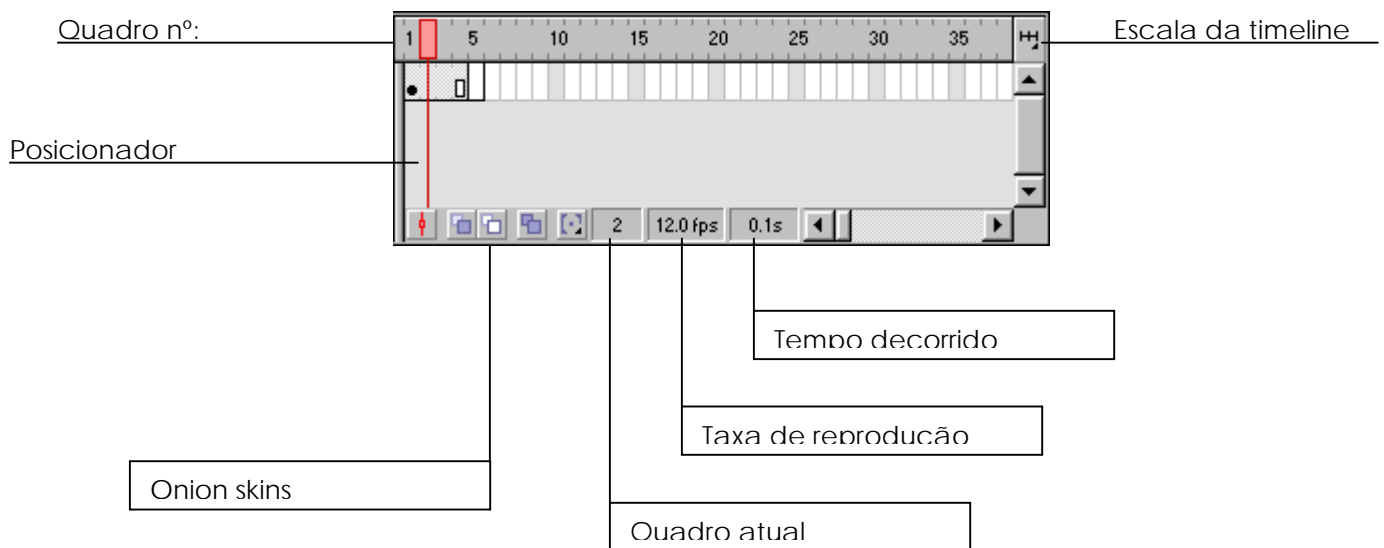 Quadro nº:
1 5 10 15 20 25 30 35
Escala da timeline
Posicionador
2 12.0 fps 0.1s
Tempo decorrido
Taxa de reprodução
Onion skins
Quadro atual